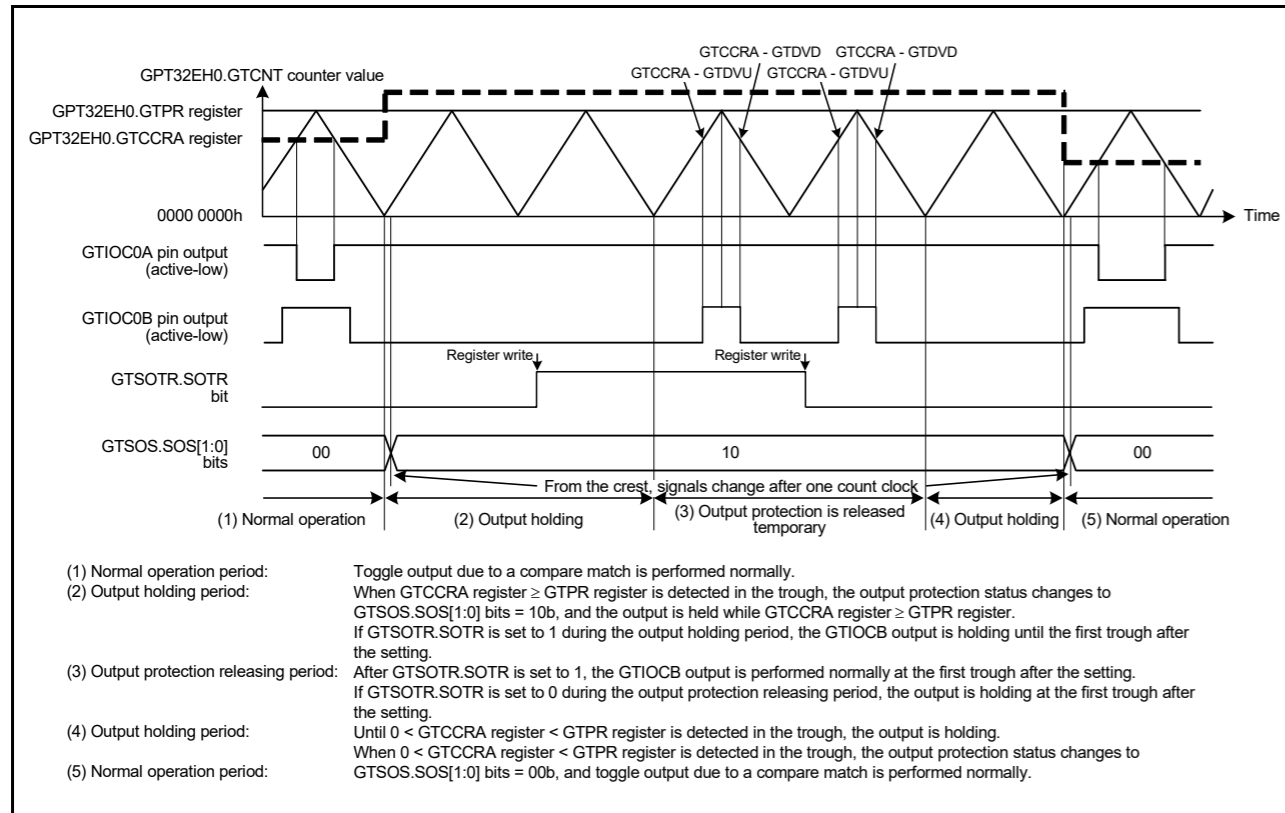 GTCCRA - GTDVD GTCCRA - GTDVD
GPT32EH0.GTCNT counter value
GTCCRA - GTDVU GTCCRA - GTDVU
GPT32EH0.GTPR register
GPT32EH0.GTCCRA register
0000 0000h
Time
GTIOC0A pin output
(active-low)
GTIOC0B pin output
(active-low)
Register write
Register write
GTSOTR.SOTR
bit
GTSOS.SOS[1:0]
bits
00
10
00
From the crest, signals change after one count clock
(1) Normal operation
(2) Output holding
(3) Output protection is released
temporary
(4) Output holding
(5) Normal operation
(1) Normal operation period: Toggle output due to a compare match is performed normally.
(2) Output holding period: When GTCCRA register ≥ GTPR register is detected in the trough, the output protection status changes to
GTSOS.SOS[1:0] bits = 10b, and the output is held while GTCCRA register ≥ GTPR register.
If GTSOTR.SOTR is set to 1 during the output holding period, the GTIOCB output is holding until the first trough after
the setting.
(3) Output protection releasing period: After GTSOTR.SOTR is set to 1, the GTIOCB output is performed normally at the first trough after the setting.
If GTSOTR.SOTR is set to 0 during the output protection releasing period, the output is holding at the first trough after
the setting.
(4) Output holding period: Until 0 < GTCCRA register < GTPR register is detected in the trough, the output is holding.
When 0 < GTCCRA register < GTPR register is detected in the trough, the output protection status changes to
(5) Normal operation period: GTSOS.SOS[1:0] bits = 00b, and toggle output due to a compare match is performed normally.